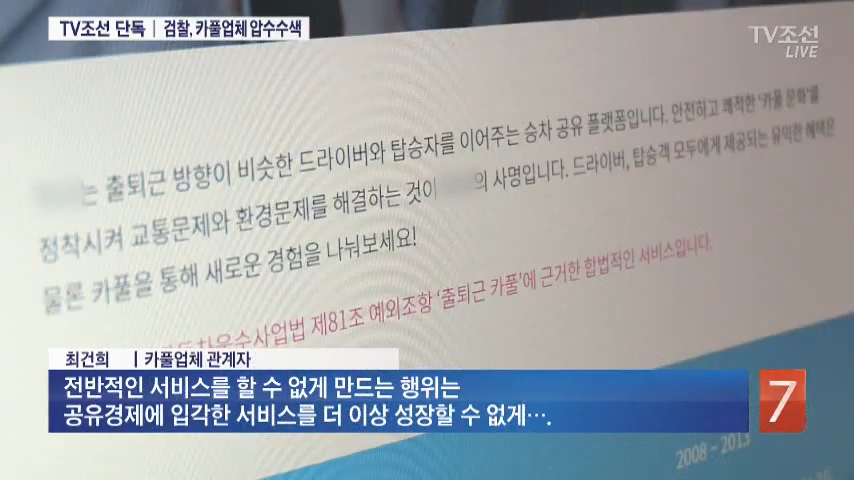 TV조선 단독 | 검찰, 카풀업체 압수수색
TV조선
LIVE
는 출퇴근 방향이 비슷한 드라이버와 탑승자를 이어주는 승차 공유 플랫폼입니다. 안전하고 쾌적한 '카풀 문화'를
정착시켜 교통문제와 환경문제를 해결하는 것이 의 사명입니다. 드라이버, 탑승객 모두에게 제공되는 유익한 혜택은
물론 카풀을 통해 새로운 경험을 나눠보세요!
제81조 예외조항 '출퇴근 카풀'에 근거한 합법적인 서비스입니다.
최건희 | 카풀업체 관계자
전반적인 서비스를 할 수 없게 만드는 행위는
공유경제에 입각한 서비스를 더 이상 성장할 수 없게….
7
2008 - 2013